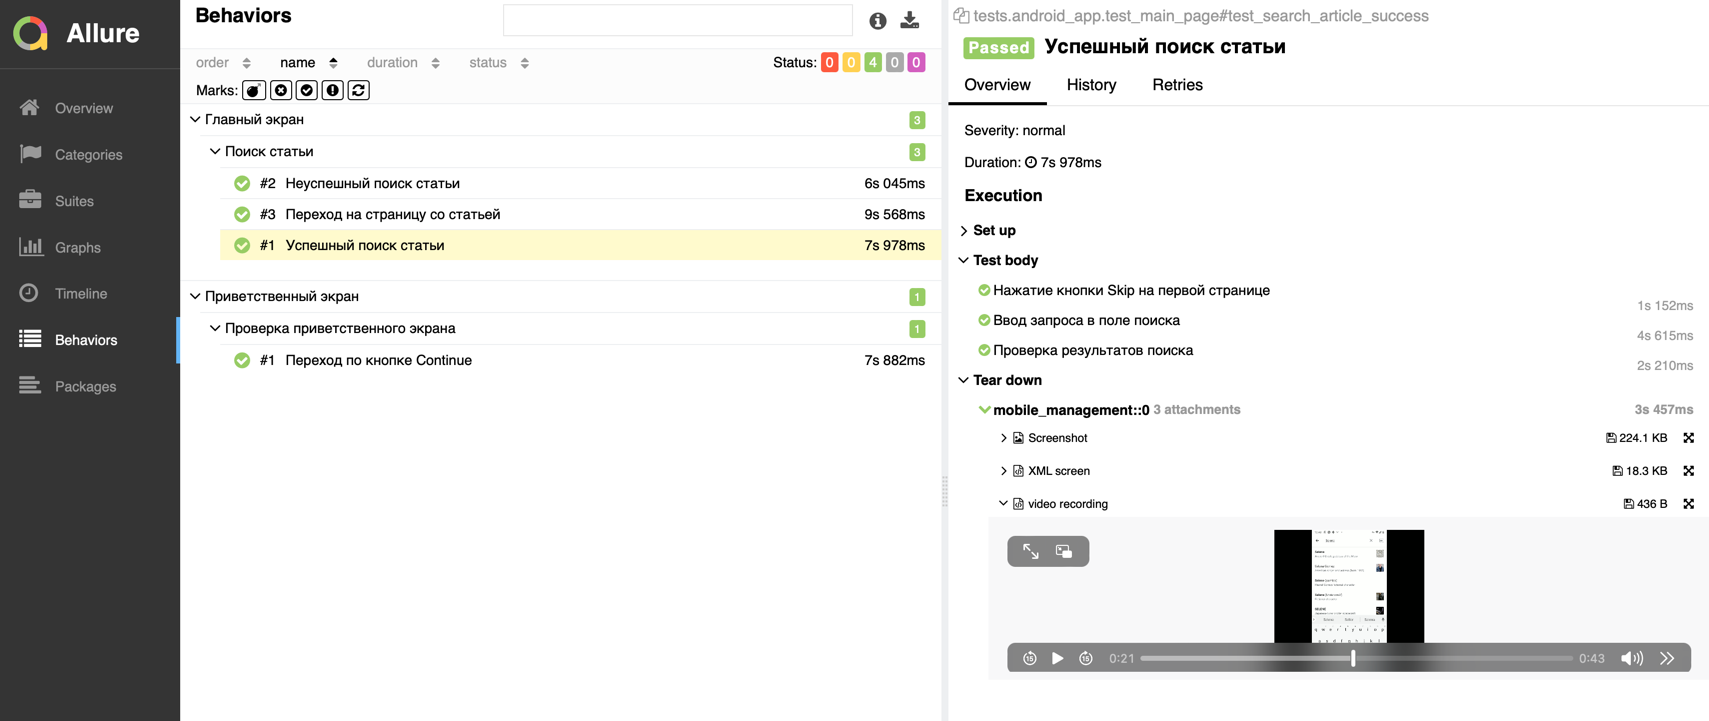 Allure
Overview
Categories
Suites
Graphs
Timeline
Behaviors
Packages
Behaviors
order name duration status Status: 0 0 4 0 0
Marks:
Главный экран 3
Поиск статьи 3
#2 Неуспешный поиск статьи 6s 045ms
#3 Переход на страницу со статьей 9s 568ms
#1 Успешный поиск статьи 7s 978ms
Приветственный экран 1
Проверка приветственного экрана 1
#1 Переход по кнопке Continue 7s 882ms
tests.android_app.test_main_page#test_search_article_success
Passed Успешный поиск статьи
Overview History Retries
Severity: normal
Duration: 7s 978ms
Execution
Set up
Test body
Нажатие кнопки Skip на первой странице
1s 152ms
Ввод запроса в поле поиска
4s 615ms
Проверка результатов поиска
2s 210ms
Tear down
mobile_management::0 3 attachments 3s 457ms
Screenshot 224.1 KB
XML screen 18.3 KB
video recording 436 B
15 15 0:21 0:43